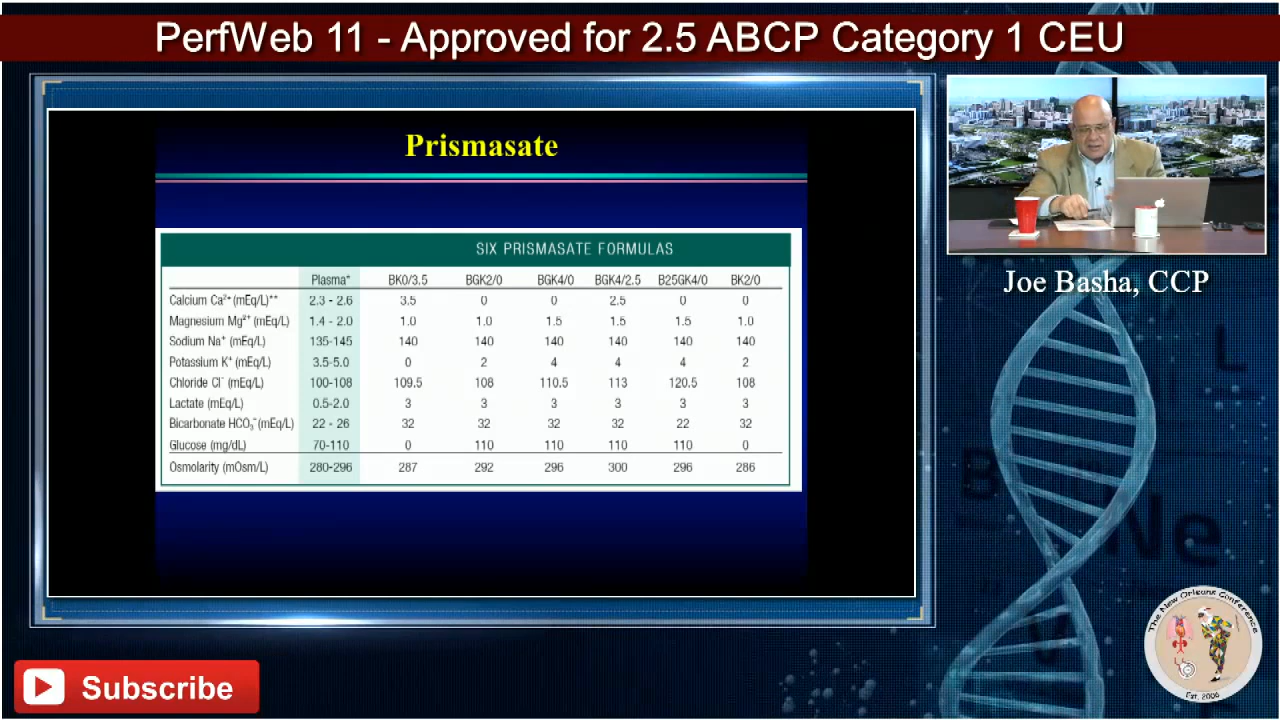 PerfWeb 11 - Approved for 2.5 ABCP Category 1 CEU
Prismasate
SIX PRISMASATE FORMULAS
Plasma* BK0/3.5 BGK2/0 BGK4/0 BGK4/2.5 B25GK4/0 BK2/0
Calcium Ca²⁺ (mEq/L)** 2.3 - 2.6 3.5 0 0 2.5 0 0
Magnesium Mg²⁺ (mEq/L) 1.4 - 2.0 1.0 1.0 1.5 1.5 1.5 1.0
Sodium Na⁺ (mEq/L) 135-145 140 140 140 140 140 140
Potassium K⁺ (mEq/L) 3.5-5.0 0 2 4 4 4 2
Chloride Cl⁻ (mEq/L) 100-108 109.5 108 110.5 113 120.5 108
Lactate (mEq/L) 0.5-2.0 3 3 3 3 3 3
Bicarbonate HCO₃⁻ (mEq/L) 22 - 26 32 32 32 32 22 32
Glucose (mg/dL) 70-110 0 110 110 110 110 0
Osmolarity (mOsm/L) 280-296 287 292 296 300 296 286
Joe Basha, CCP
L
B
Ne
The New Orleans Conference
Est. 2006
Subscribe